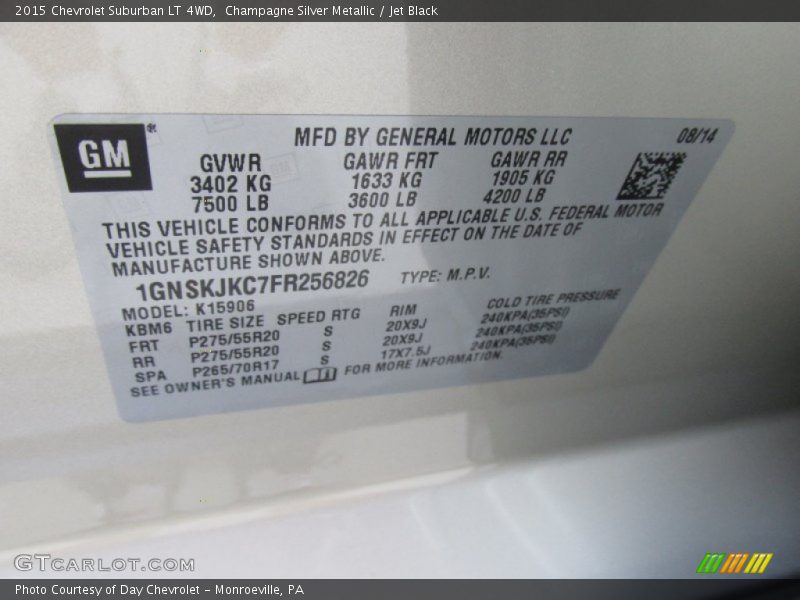 2015 Chevrolet Suburban LT 4WD, Champagne Silver Metallic / Jet Black
GM
®
MFD BY GENERAL MOTORS LLC
08/14
GVWR GAWR FRT GAWR RR
3402 KG 1633 KG 1905 KG
7500 LB 3600 LB 4200 LB
THIS VEHICLE CONFORMS TO ALL APPLICABLE U.S. FEDERAL MOTOR
VEHICLE SAFETY STANDARDS IN EFFECT ON THE DATE OF
MANUFACTURE SHOWN ABOVE.
1GNSKJKC7FR256826 TYPE: M.P.V.
MODEL: K15906
KBM6 TIRE SIZE SPEED RTG RIM COLD TIRE PRESSURE
FRT P275/55R20 S 20X9J 240KPA(35PSI)
RR P275/55R20 S 20X9J 240KPA(35PSI)
SPA P265/70R17 S 17X7.5J 240KPA(35PSI)
SEE OWNER'S MANUAL FOR MORE INFORMATION.
GTCARLOT.COM
Photo Courtesy of Day Chevrolet – Monroeville, PA